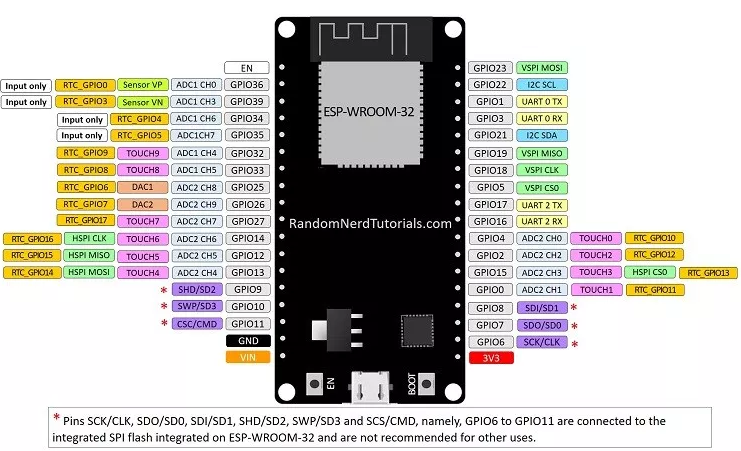 EN GPIO23 VSPI MOSI
Input only RTC_GPIO0 Sensor VP ADC1 CH0 GPIO36 GPIO22 I2C SCL
Input only RTC_GPIO3 Sensor VN ADC1 CH3 GPIO39 GPIO1 UART 0 TX
Input only RTC_GPIO4 ADC1 CH6 GPIO34 ESP-WROOM-32 GPIO3 UART 0 RX
Input only RTC_GPIO5 ADC1CH7 GPIO35 GPIO21 I2C SDA
RTC_GPIO9 TOUCH9 ADC1 CH4 GPIO32 GPIO19 VSPI MISO
RTC_GPIO8 TOUCH8 ADC1 CH5 GPIO33 GPIO18 VSPI CLK
RTC_GPIO6 DAC1 ADC2 CH8 GPIO25 GPIO5 VSPI CS0
RTC_GPIO7 DAC2 ADC2 CH9 GPIO26 GPIO17 UART 2 TX
RTC_GPIO17 TOUCH7 ADC2 CH7 GPIO27 RandomNerdTutorials.com GPIO16 UART 2 RX
RTC_GPIO16 HSPI CLK TOUCH6 ADC2 CH6 GPIO14 GPIO4 ADC2 CH0 TOUCH0 RTC_GPIO10
RTC_GPIO15 HSPI MISO TOUCH5 ADC2 CH5 GPIO12 GPIO2 ADC2 CH2 TOUCH2 RTC_GPIO12
RTC_GPIO14 HSPI MOSI TOUCH4 ADC2 CH4 GPIO13 GPIO15 ADC2 CH3 TOUCH3 HSPI CS0 RTC_GPIO13
* SHD/SD2 GPIO9 GPIO0 ADC2 CH1 TOUCH1 RTC_GPIO11
* SWP/SD3 GPIO10 GPIO8 SDI/SD1 *
* CSC/CMD GPIO11 GPIO7 SDO/SD0 *
GND GPIO6 SCK/CLK *
VIN 3V3
EN BOOT
* Pins SCK/CLK, SDO/SD0, SDI/SD1, SHD/SD2, SWP/SD3 and SCS/CMD, namely, GPIO6 to GPIO11 are connected to the
integrated SPI flash integrated on ESP-WROOM-32 and are not recommended for other uses.